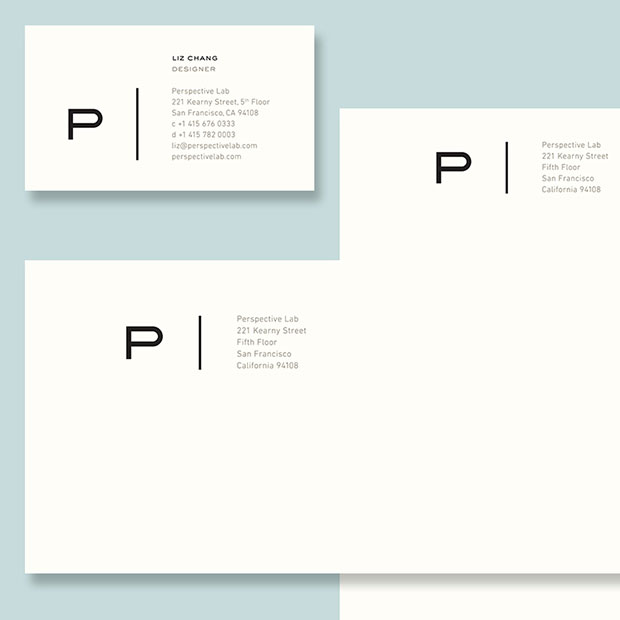 LIZ CHANG
DESIGNER
P
Perspective Lab
221 Kearny Street, 5th Floor
San Francisco, CA 94108
c +1 415 676 0333
d +1 415 782 0003
liz@perspectivelab.com
perspectivelab.com
P
Perspective Lab
221 Kearny Street
Fifth Floor
San Francisco
California 94108
P
Perspective Lab
221 Kearny Street
Fifth Floor
San Francisco
California 94108